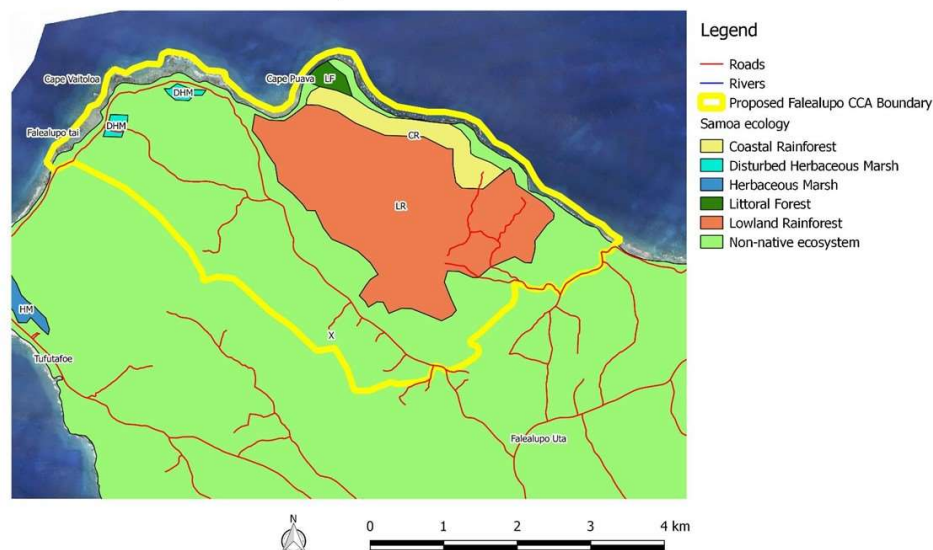 Legend
Roads
Rivers
Proposed Falealupo CCA Boundary
Samoa ecology
Coastal Rainforest
Disturbed Herbaceous Marsh
Herbaceous Marsh
Littoral Forest
Lowland Rainforest
Non-native ecosystem
Cape Vaitoloa
Cape Puava
LF
DHM
DHM
Falealupo tai
CR
LR
HM
X
Tufutafoe
Falealupo Uta
N
0 1 2 3 4 km